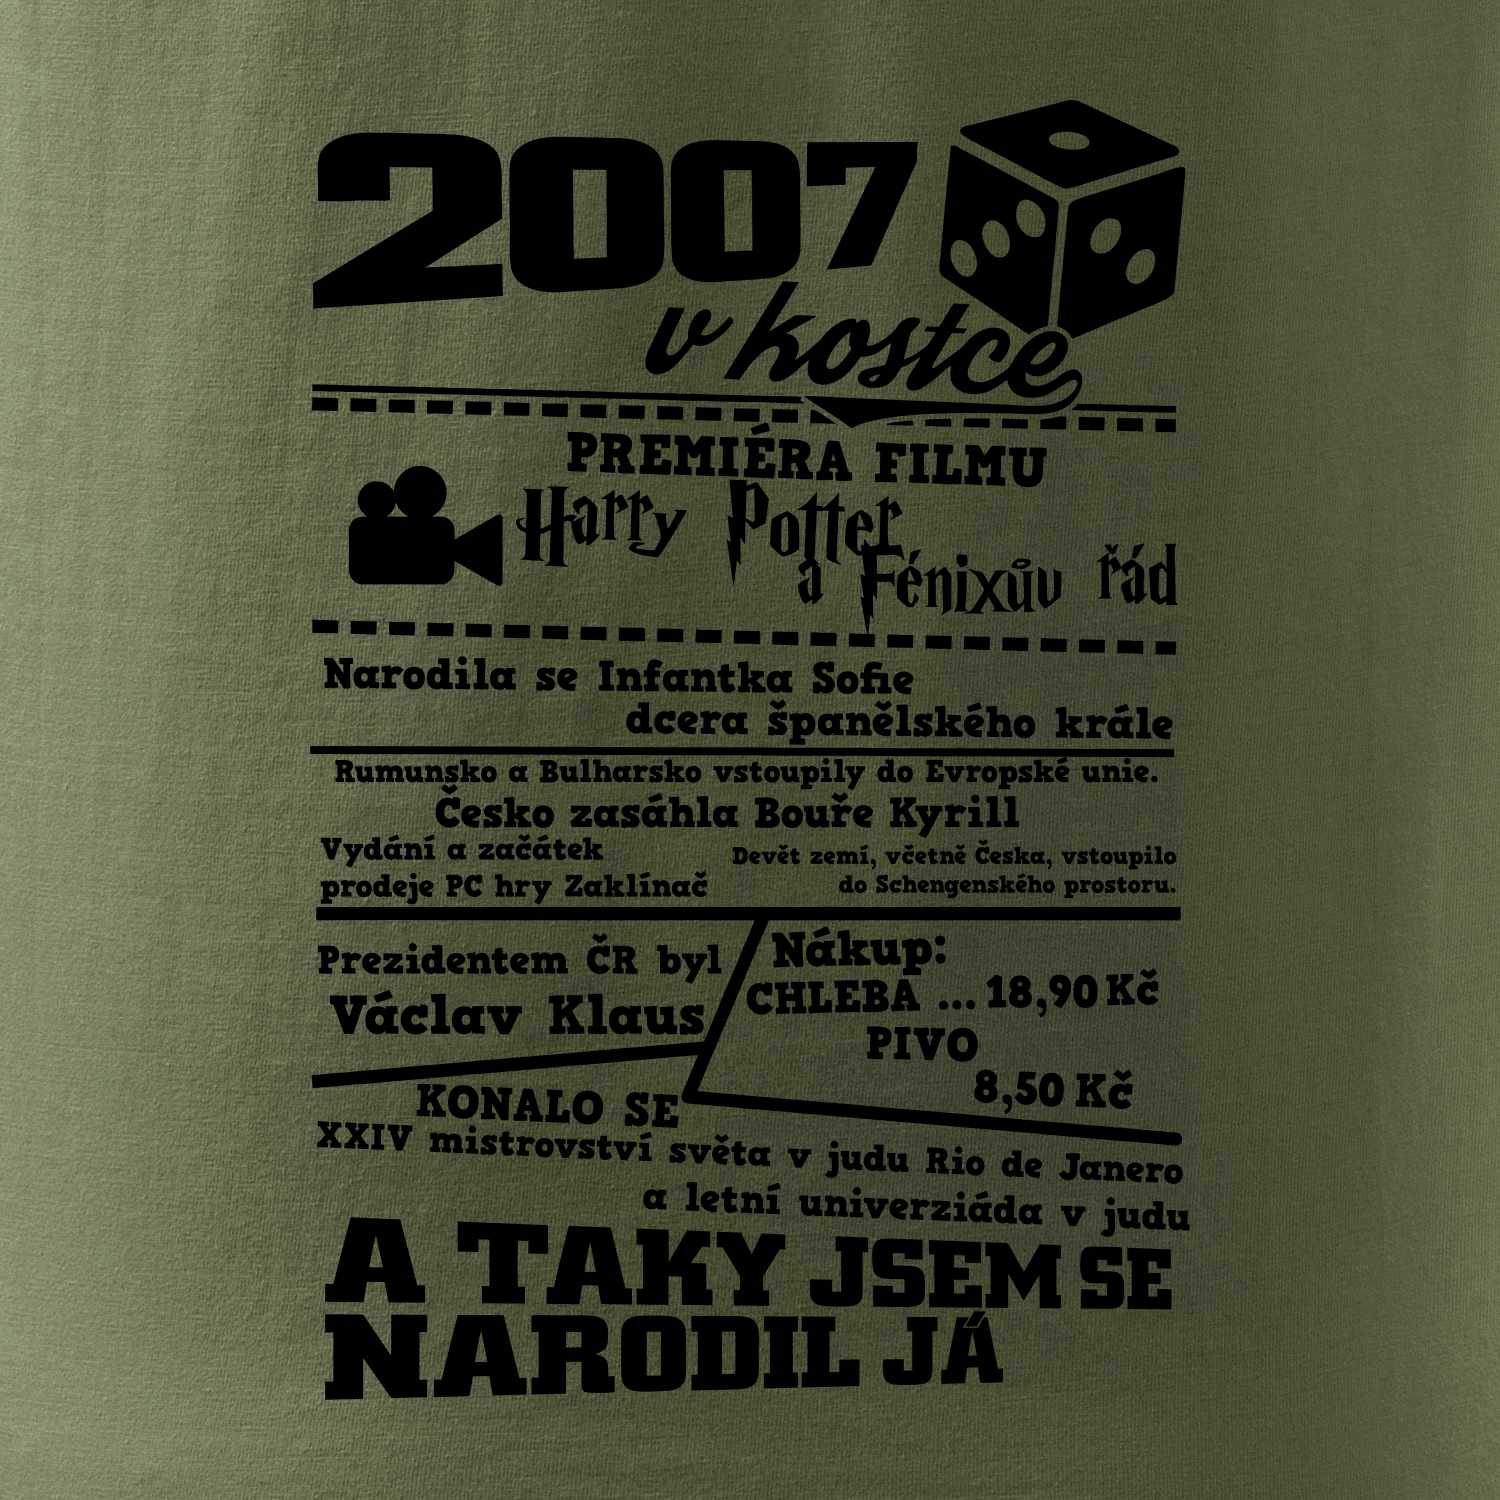 2007
v kostce
PREMIÉRA FILMU
Harry Potter
a Fénixův řád
Narodila se Infantka Sofie
dcera španělského krále
Rumunsko a Bulharsko vstoupily do Evropské unie.
Česko zasáhla Bouře Kyrill
Vydání a začátek
prodeje PC hry Zaklínač
Devět zemí, včetně Česka, vstoupilo
do Schengenského prostoru.
Prezidentem ČR byl
Václav Klaus
Nákup:
CHLEBA ... 18,90 Kč
PIVO
8,50 Kč
KONALO SE
XXIV mistrovství světa v judu Rio de Janero
a letní univerziáda v judu
A TAKY JSEM SE
NARODIL JÁ